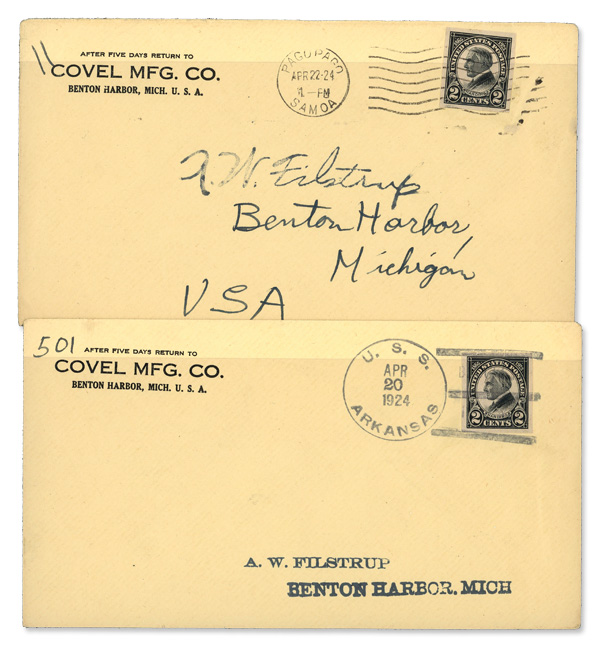 11
AFTER FIVE DAYS RETURN TO
COVEL MFG. CO.
BENTON HARBOR, MICH. U. S. A.
PAGO PAGO
APR 22-24
1 - PM
SAMOA
UNITED STATES POSTAGE
2 CENTS 2
A. W. Filstrup
Benton Harbor,
Michigan
USA
501
AFTER FIVE DAYS RETURN TO
COVEL MFG. CO.
BENTON HARBOR, MICH. U. S. A.
U. S. S.
APR
20
1924
ARKANSAS
UNITED STATES POSTAGE
2 CENTS 2
A. W. FILSTRUP
BENTON HARBOR, MICH